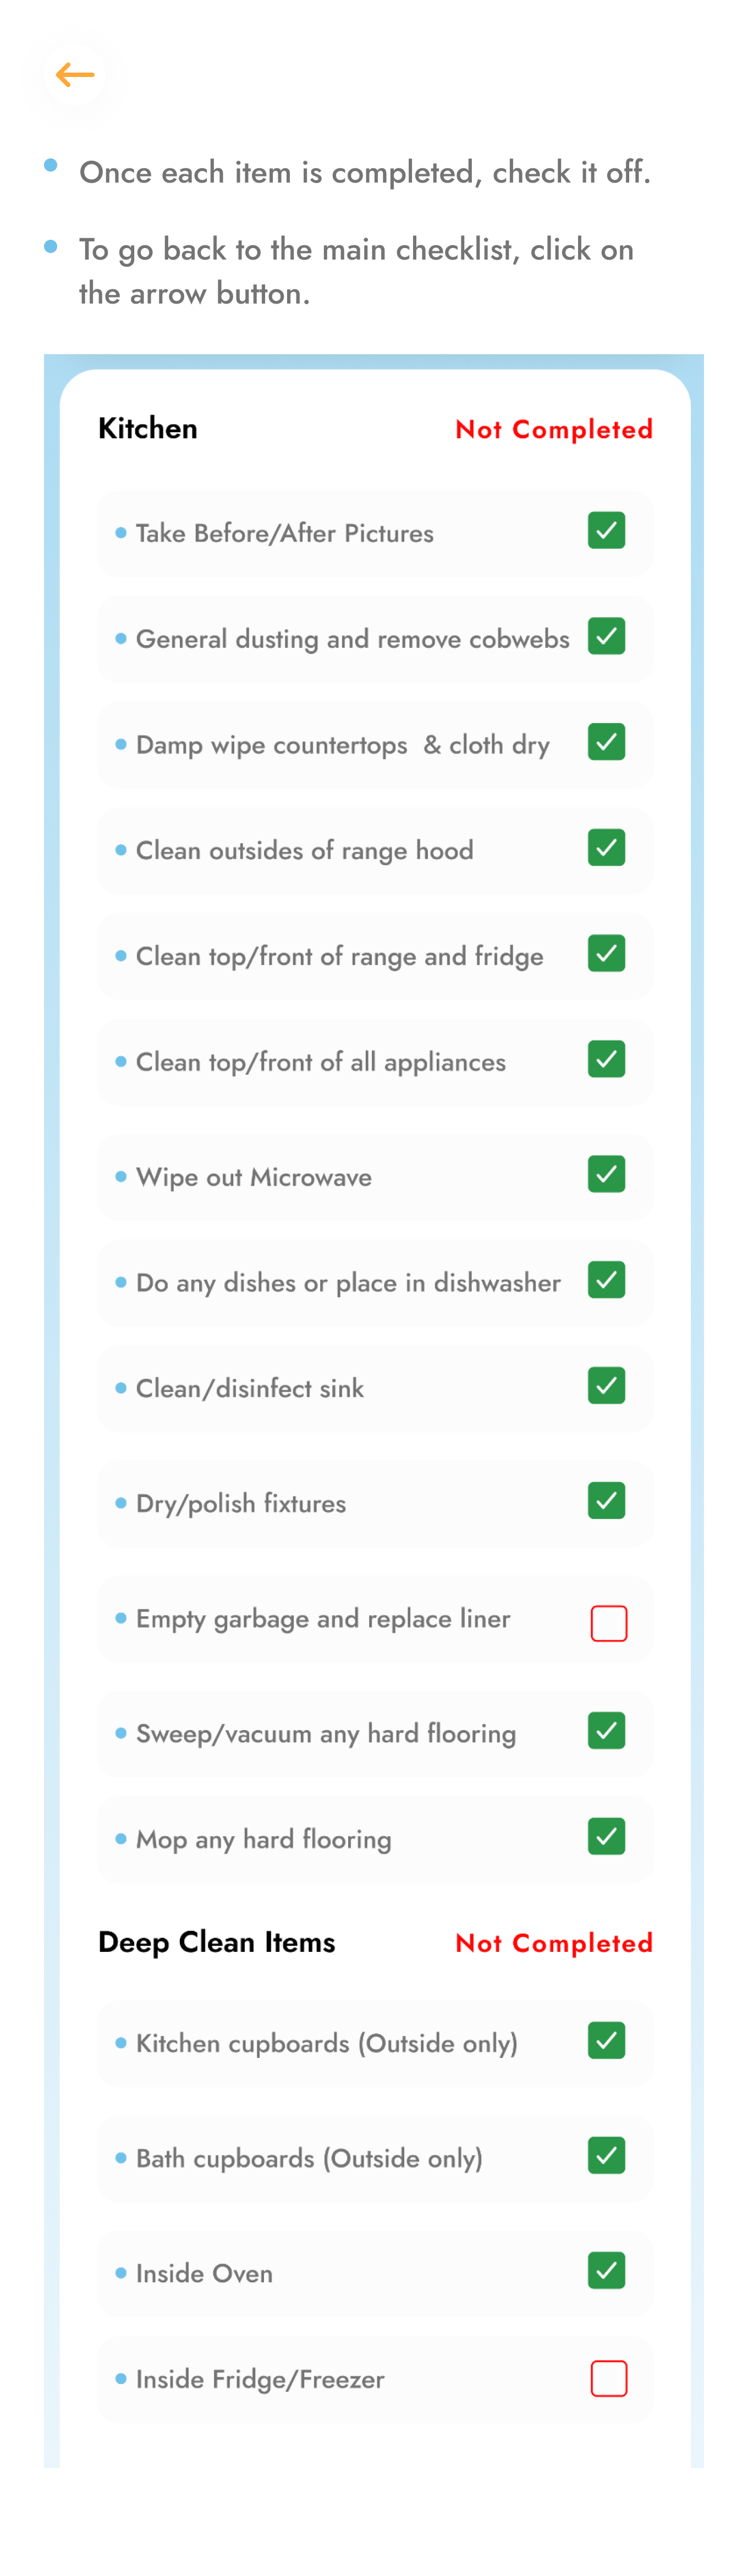 Once each item is completed, check it off.
To go back to the main checklist, click on
the arrow button.
Kitchen
Not Completed
Take Before/After Pictures
General dusting and remove cobwebs
Damp wipe countertops  & cloth dry
Clean outsides of range hood
Clean top/front of range and fridge
Clean top/front of all appliances
Wipe out Microwave
Do any dishes or place in dishwasher
Clean/disinfect sink
Dry/polish fixtures
Empty garbage and replace liner
Sweep/vacuum any hard flooring
Mop any hard flooring
Deep Clean Items
Not Completed
Kitchen cupboards (Outside only)
Bath cupboards (Outside only)
Inside Oven
Inside Fridge/Freezer